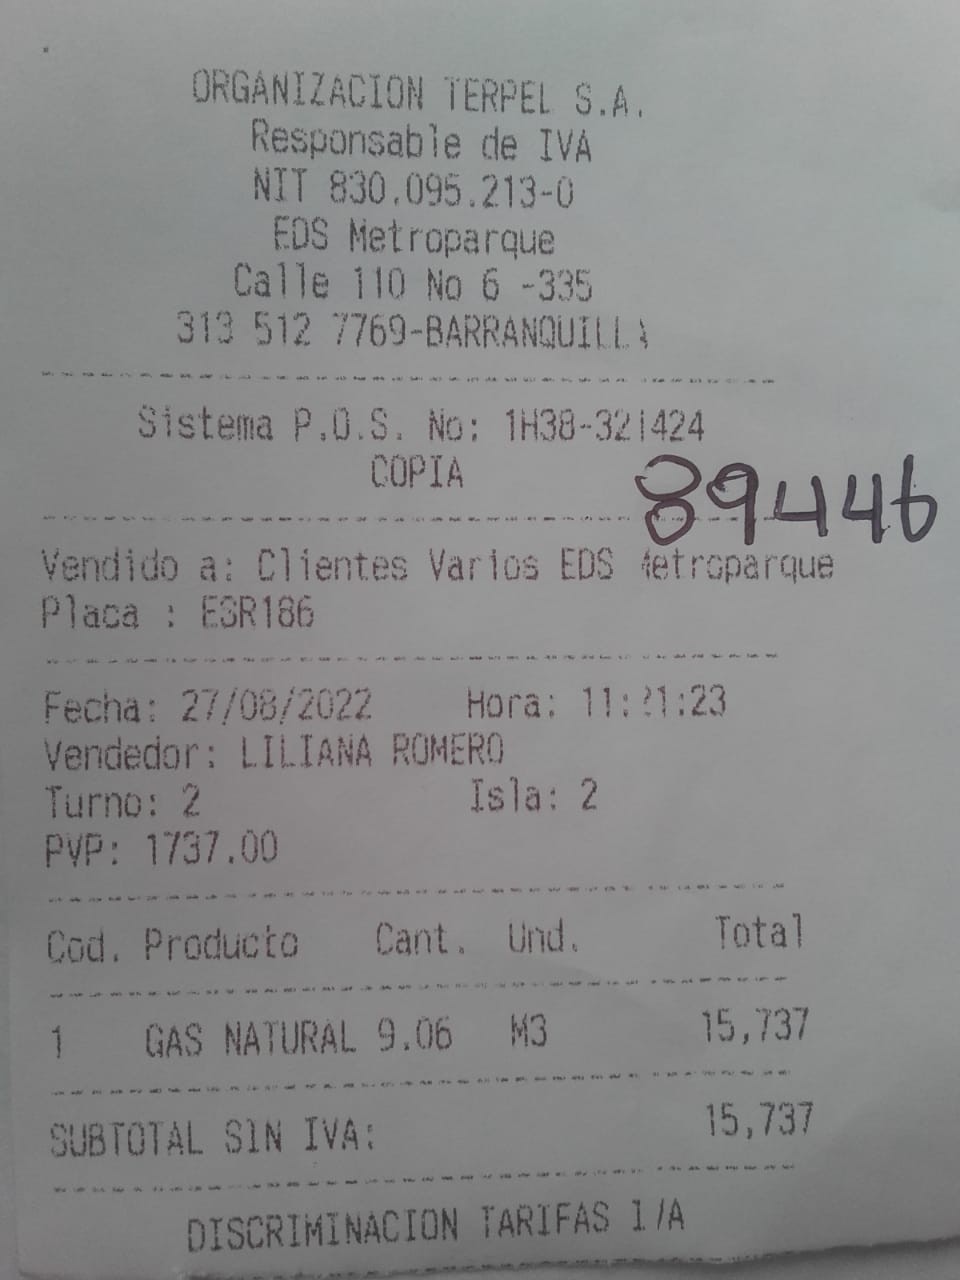 ORGANIZACION TERPEL S.A.
Responsable de IVA
NIT 830.095.213-0
EDS Metroparque
Calle 110 No 6 -335
313 512 7769-BARRANQUILLA
Sistema P.O.S. No: 1H38-321424
COPIA
89446
Vendido a: Clientes Varios EDS Metroparque
Placa : ESR186
Fecha: 27/08/2022 Hora: 11:21:23
Vendedor: LILIANA ROMERO
Turno: 2 Isla: 2
PVP: 1737.00
Cod. Producto Cant. Und. Total
1 GAS NATURAL 9.06 M3 15,737
SUBTOTAL SIN IVA: 15,737
DISCRIMINACION TARIFAS I/A